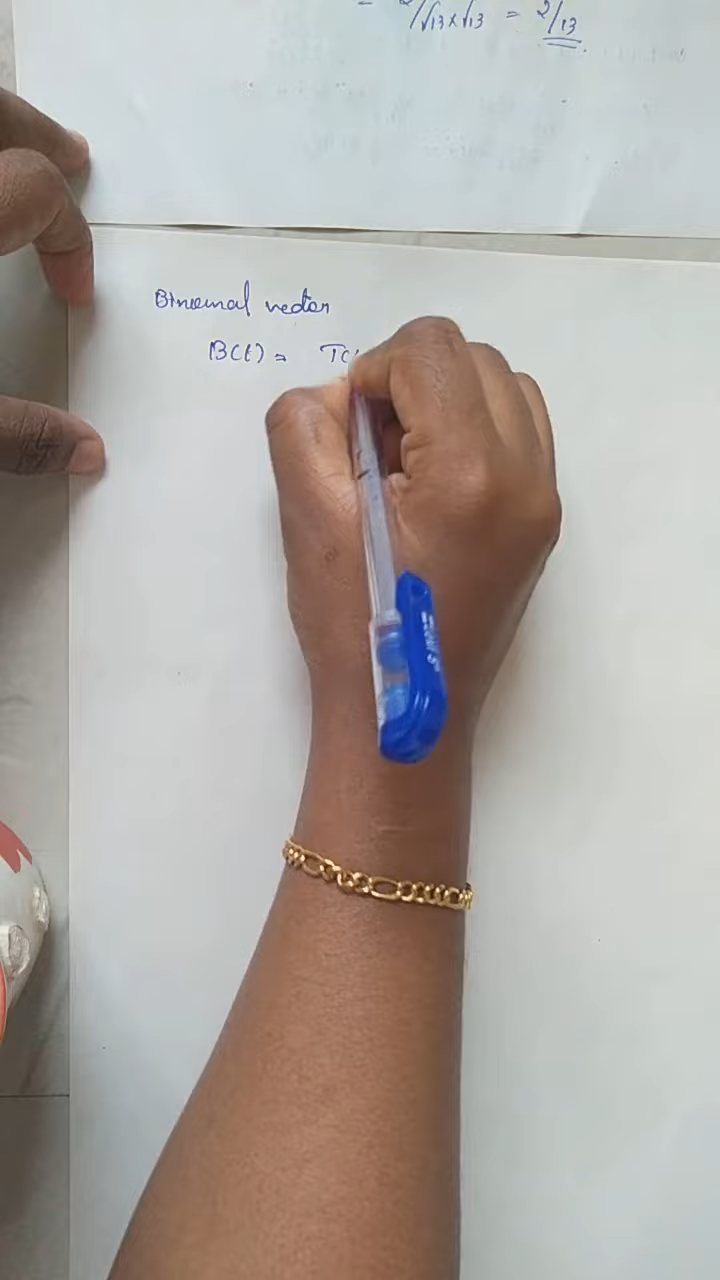 = 2/√13×√13 = 2/13
Binormal vector
B(t) = T(